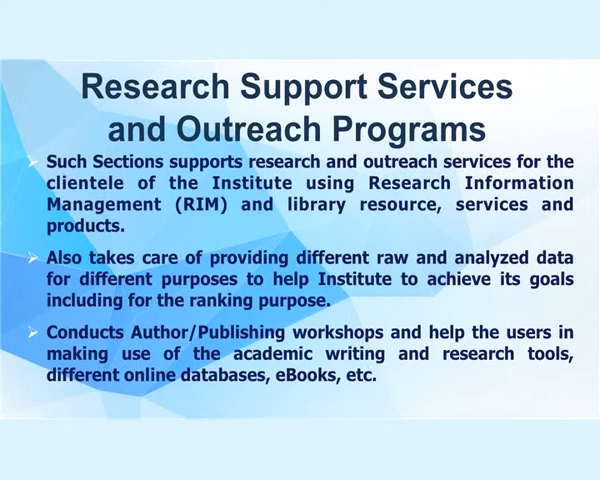 Research Support Services
and Outreach Programs
Such Sections supports research and outreach services for the
clientele of the Institute using Research Information
Management (RIM) and library resource, services and
products.
Also takes care of providing different raw and analyzed data
for different purposes to help Institute to achieve its goals
including for the ranking purpose.
Conducts Author/Publishing workshops and help the users in
making use of the academic writing and research tools,
different online databases, eBooks, etc.